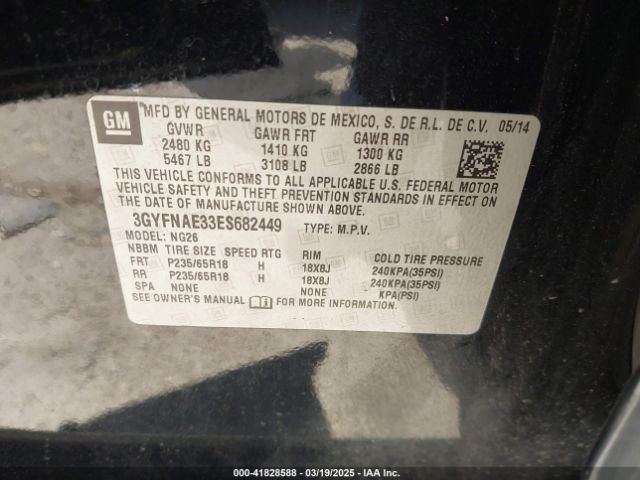 GM
MFD BY GENERAL MOTORS DE MEXICO, S. DE R.L. DE C.V. 05/14
GVWR GAWR FRT GAWR RR
2480 KG 1410 KG 1300 KG
5467 LB 3108 LB 2866 LB
THIS VEHICLE CONFORMS TO ALL APPLICABLE U.S. FEDERAL MOTOR
VEHICLE SAFETY AND THEFT PREVENTION STANDARDS IN EFFECT ON
THE DATE OF MANUFACTURE SHOWN ABOVE.
3GYFNAE33ES682449 TYPE: M.P.V.
MODEL: NG26
NBBM TIRE SIZE SPEED RTG RIM COLD TIRE PRESSURE
FRT P235/65R18 H 18X8J 240KPA(35PSI)
RR P235/65R18 H 18X8J 240KPA(35PSI)
SPA NONE NONE KPA(PSI)
SEE OWNER'S MANUAL FOR MORE INFORMATION.
000-41828588 — 03/19/2025 — IAA Inc.